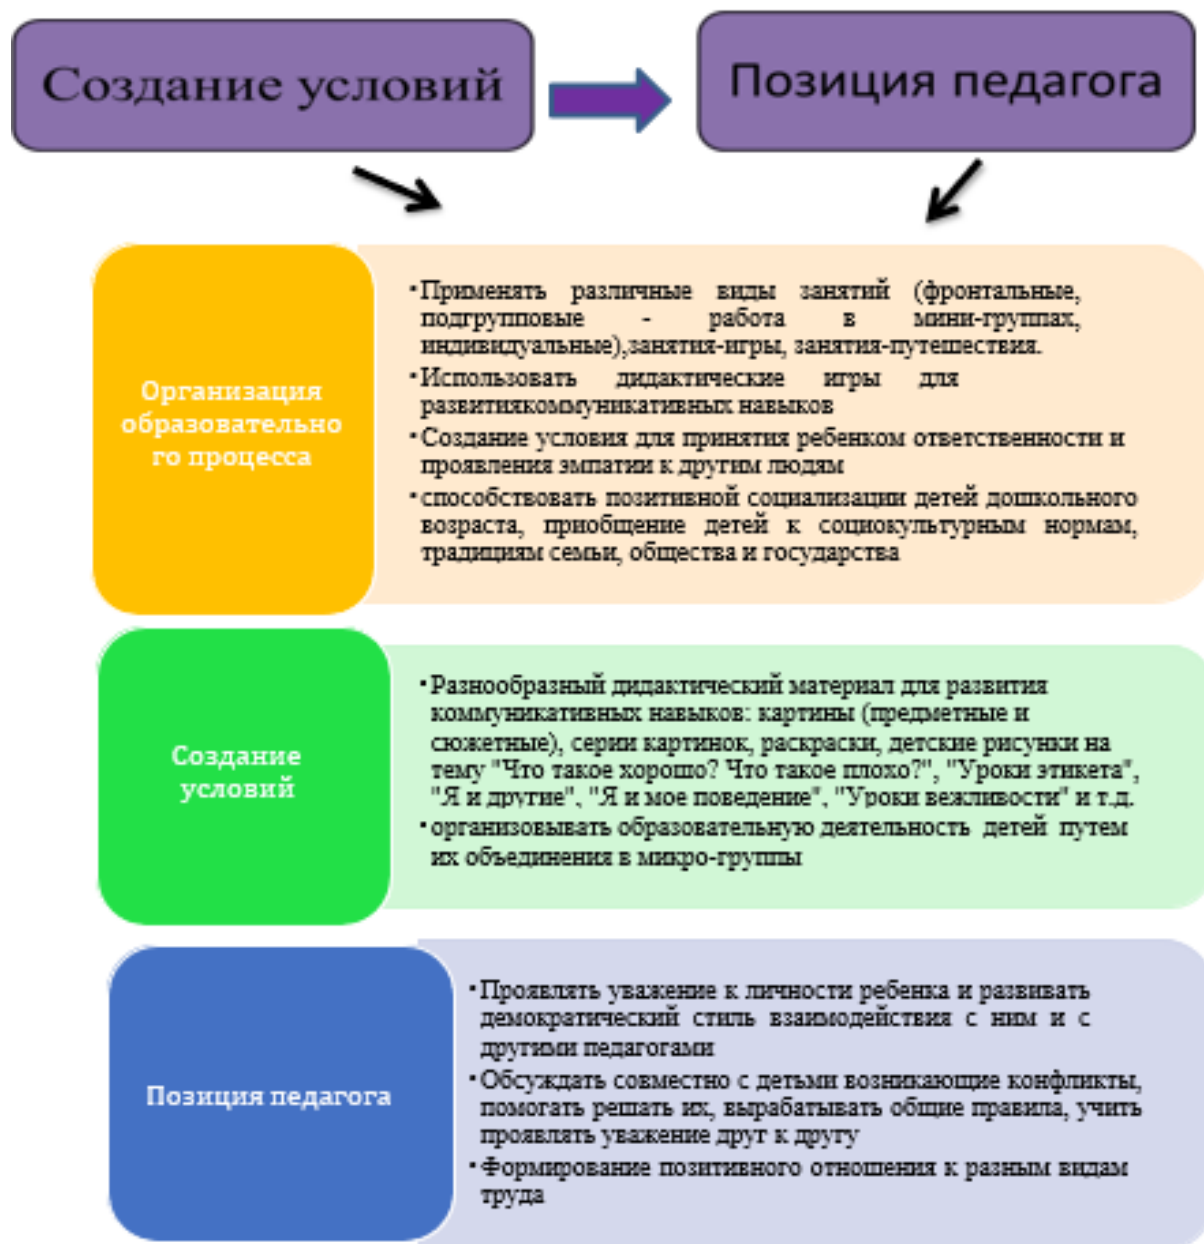 Создание условий
Позиция педагога
Организация
образовательно
го процесса
•Применять различные виды занятий (фронтальные,
подгрупповые - работа в мини-группах,
индивидуальные),занятия-игры, занятия-путешествия.
•Использовать дидактические игры для
развитиякоммуникативных навыков
•Создание условия для принятия ребенком ответственности и
проявления эмпатии к другим людям
•способствовать позитивной социализации детей дошкольного
возраста, приобщение детей к социокультурным нормам,
традициям семьи, общества и государства
Создание
условий
•Разнообразный дидактический материал для развития
коммуникативных навыков: картины (предметные и
сюжетные), серии картинок, раскраски, детские рисунки на
тему "Что такое хорошо? Что такое плохо?", "Уроки этикета",
"Я и другие", "Я и мое поведение", "Уроки вежливости" и т.д.
•организовывать образовательную деятельность детей путем
их объединения в микро-группы
Позиция педагога
•Проявлять уважение к личности ребенка и развивать
демократический стиль взаимодействия с ним и с
другими педагогами
•Обсуждать совместно с детьми возникающие конфликты,
помогать решать их, вырабатывать общие правила, учить
проявлять уважение друг к другу
•Формирование позитивного отношения к разным видам
труда